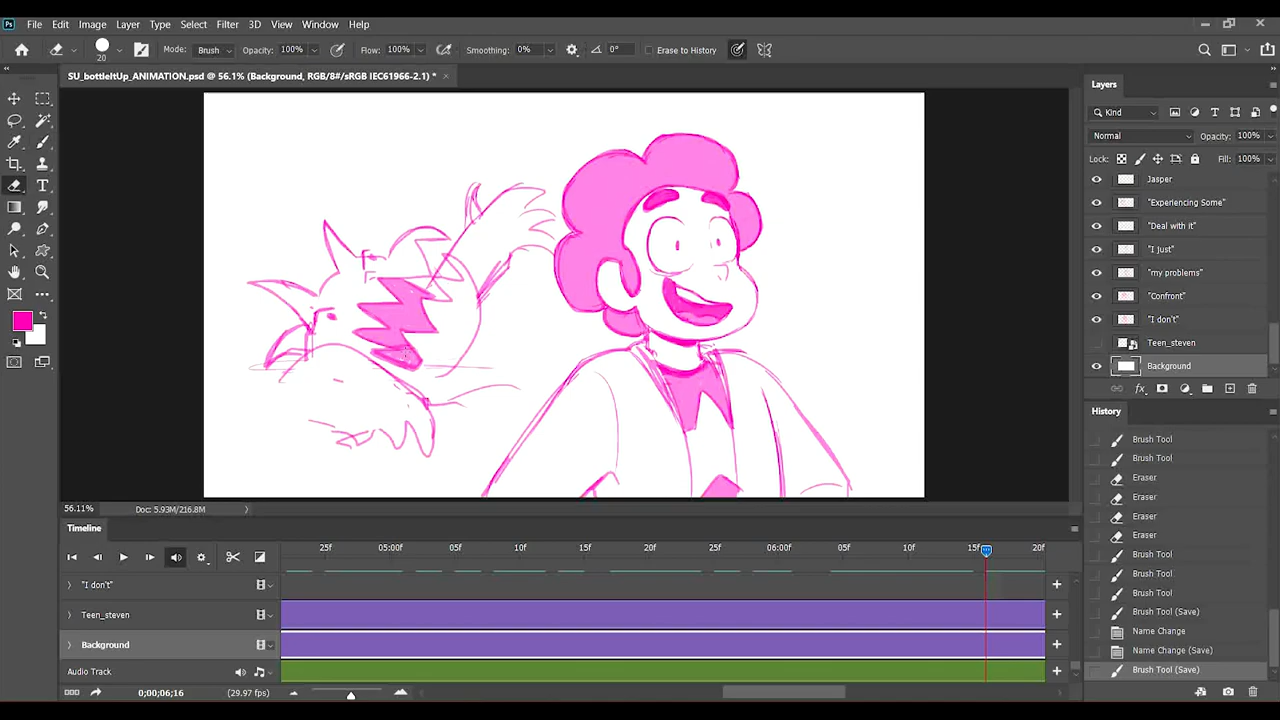 Ps File Edit Image Layer Type Select Filter 3D View Window Help
20 Mode: Brush Opacity: 100% Flow: 100% Smoothing: 0% 0° Erase to History
SU_bottleItUp_ANIMATION.psd @ 56.1% (Background, RGB/8#/sRGB IEC61966-2.1) *
Layers
Kind
Normal Opacity: 100%
Lock: Fill: 100%
Jasper
"Experiencing Some"
"Deal with it"
"I Just"
"my problems"
"Confront"
"I don't"
Teen_steven
Background
fx
History
Brush Tool
Brush Tool
Eraser
Eraser
Eraser
Eraser
Brush Tool
Brush Tool
Brush Tool
Brush Tool (Save)
Name Change
Name Change (Save)
Brush Tool (Save)
56.11% Doc: 5.93M/216.8M
Timeline
25f 05:00f 05f 10f 15f 20f 25f 06:00f 05f 10f 15f 20f
"I don't"
Teen_steven
Background
Audio Track
0;00;06;16 (29.97 fps)